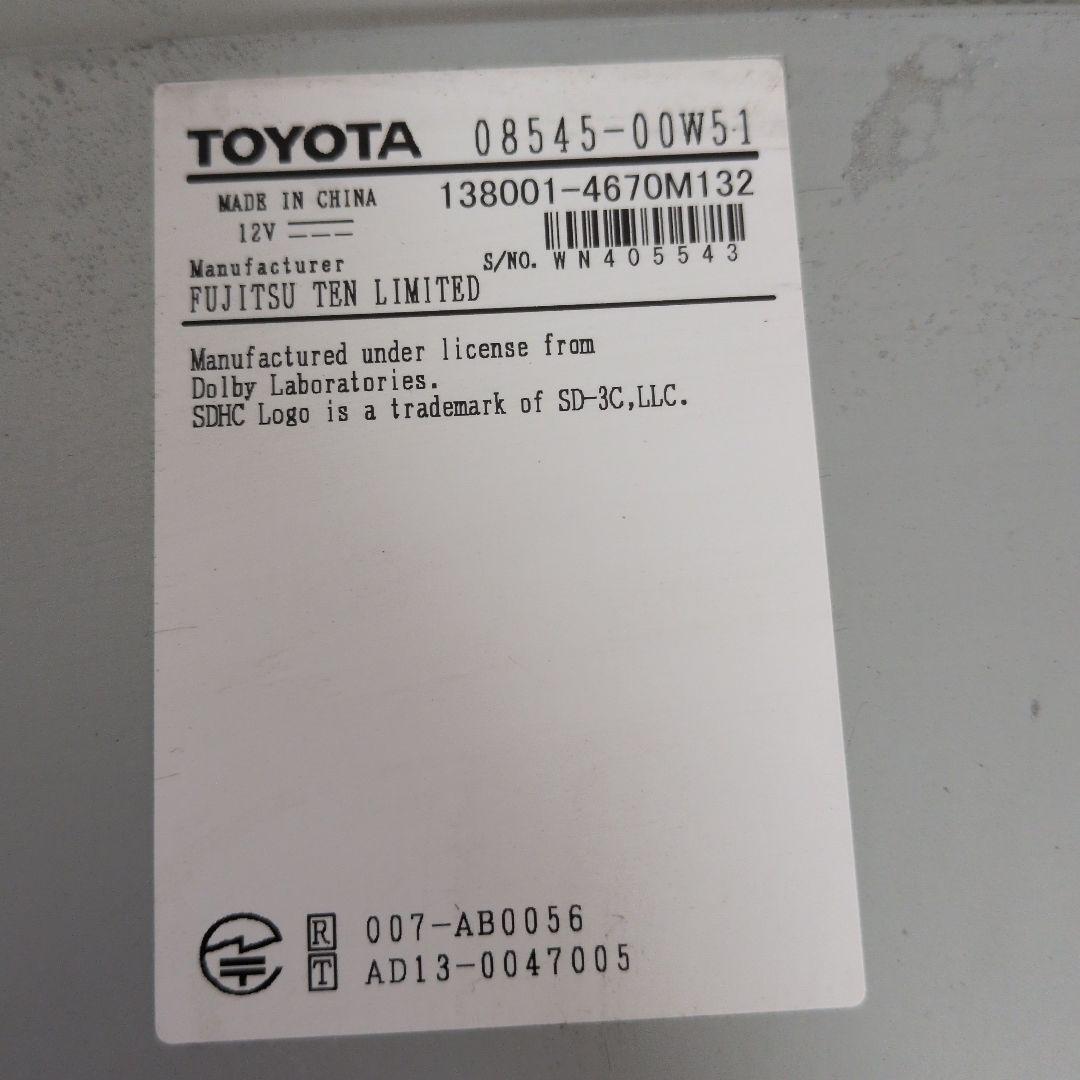 TOYOTA 08545-00W51
MADE IN CHINA 138001-4670M132
12V
S/NO. WN405543
Manufacturer
FUJITSU TEN LIMITED
Manufactured under license from
Dolby Laboratories.
SDHC Logo is a trademark of SD-3C,LLC.
R 007-AB0056
T AD13-0047005